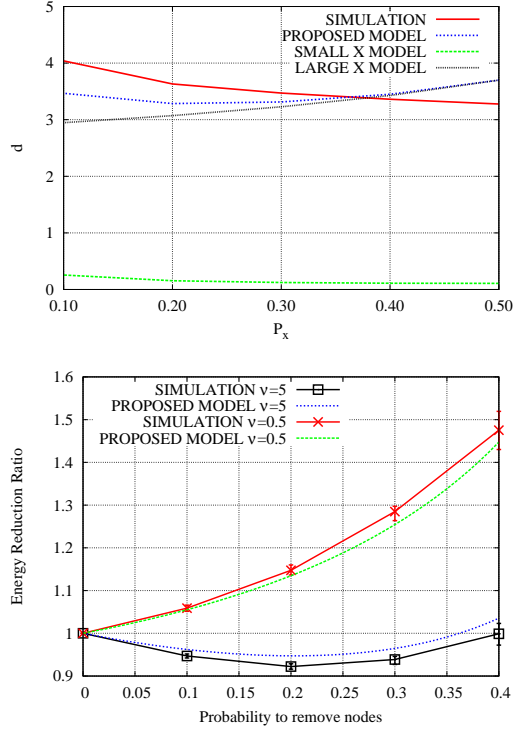 SIMULATION
PROPOSED MODEL
SMALL X MODEL
LARGE X MODEL
5
4
3
2
1
0
d
0.10 0.20 0.30 0.40 0.50
P_x
SIMULATION ν=5
PROPOSED MODEL ν=5
SIMULATION ν=0.5
PROPOSED MODEL ν=0.5
1.6
1.5
1.4
1.3
1.2
1.1
1
0.9
Energy Reduction Ratio
0 0.05 0.1 0.15 0.2 0.25 0.3 0.35 0.4
Probability to remove nodes